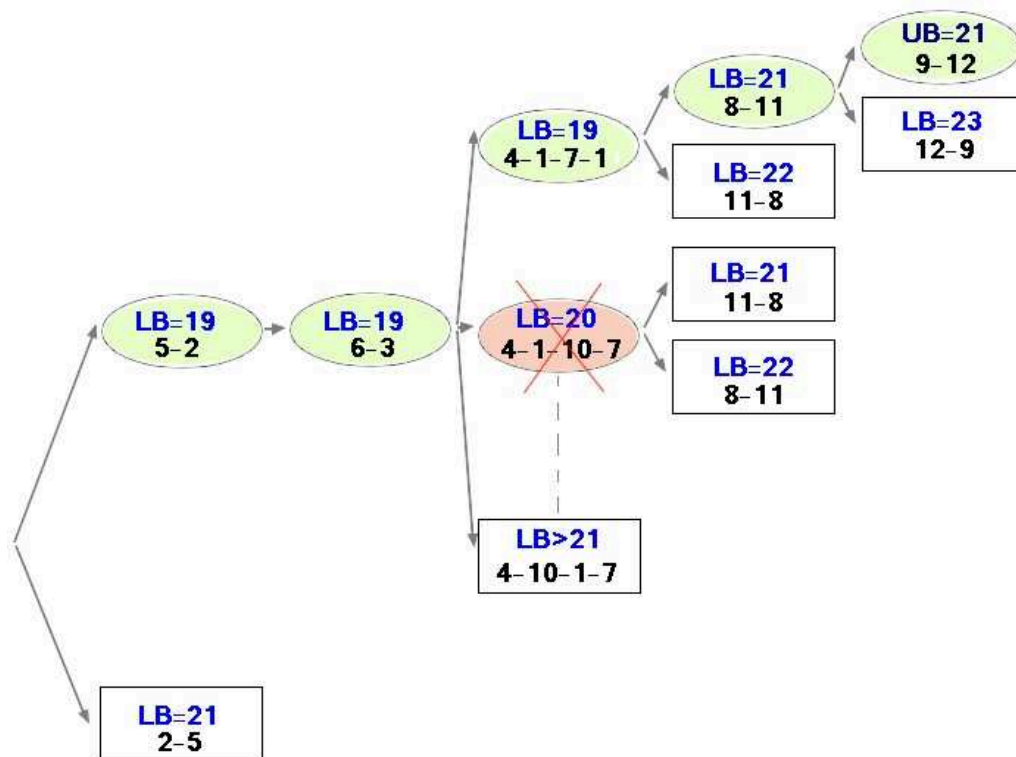 UB=21
9-12
LB=21
8-11
LB=23
12-9
LB=19
4-1-7-1
LB=22
11-8
LB=21
11-8
LB=19
5-2
LB=19
6-3
LB=20
4-1-10-7
LB=22
8-11
LB>21
4-10-1-7
LB=21
2-5